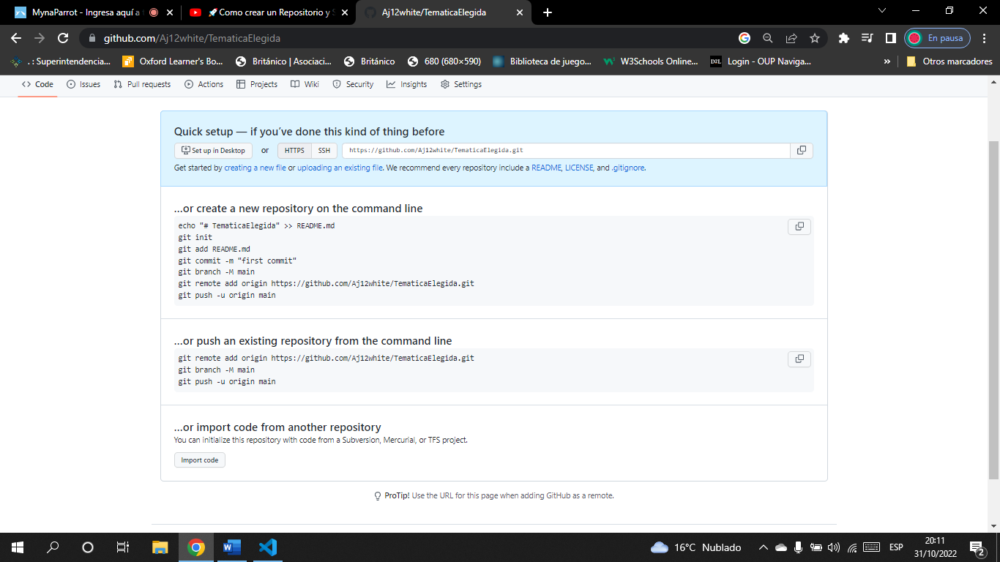 MynaParrot - Ingresa aquí a
🚀Como crear un Repositorio y S
Aj12white/TematicaElegida
github.com/Aj12white/TematicaElegida
En pausa
. : Superintendencia...
Oxford Learner's Bo...
Británico | Asociaci...
Británico
680 (680×590)
Biblioteca de juego...
W3Schools Online...
D2L
Login - OUP Naviga...
»
Otros marcadores
Code
Issues
Pull requests
Actions
Projects
Wiki
Security
Insights
Settings
Quick setup — if you've done this kind of thing before
Set up in Desktop
or
HTTPS
SSH
https://github.com/Aj12white/TematicaElegida.git
Get started by creating a new file or uploading an existing file. We recommend every repository include a README, LICENSE, and .gitignore.
...or create a new repository on the command line
echo "# TematicaElegida" >> README.md
git init
git add README.md
git commit -m "first commit"
git branch -M main
git remote add origin https://github.com/Aj12white/TematicaElegida.git
git push -u origin main
...or push an existing repository from the command line
git remote add origin https://github.com/Aj12white/TematicaElegida.git
git branch -M main
git push -u origin main
...or import code from another repository
You can initialize this repository with code from a Subversion, Mercurial, or TFS project.
Import code
ProTip! Use the URL for this page when adding GitHub as a remote.
16°C Nublado
ESP
20:11
31/10/2022
2